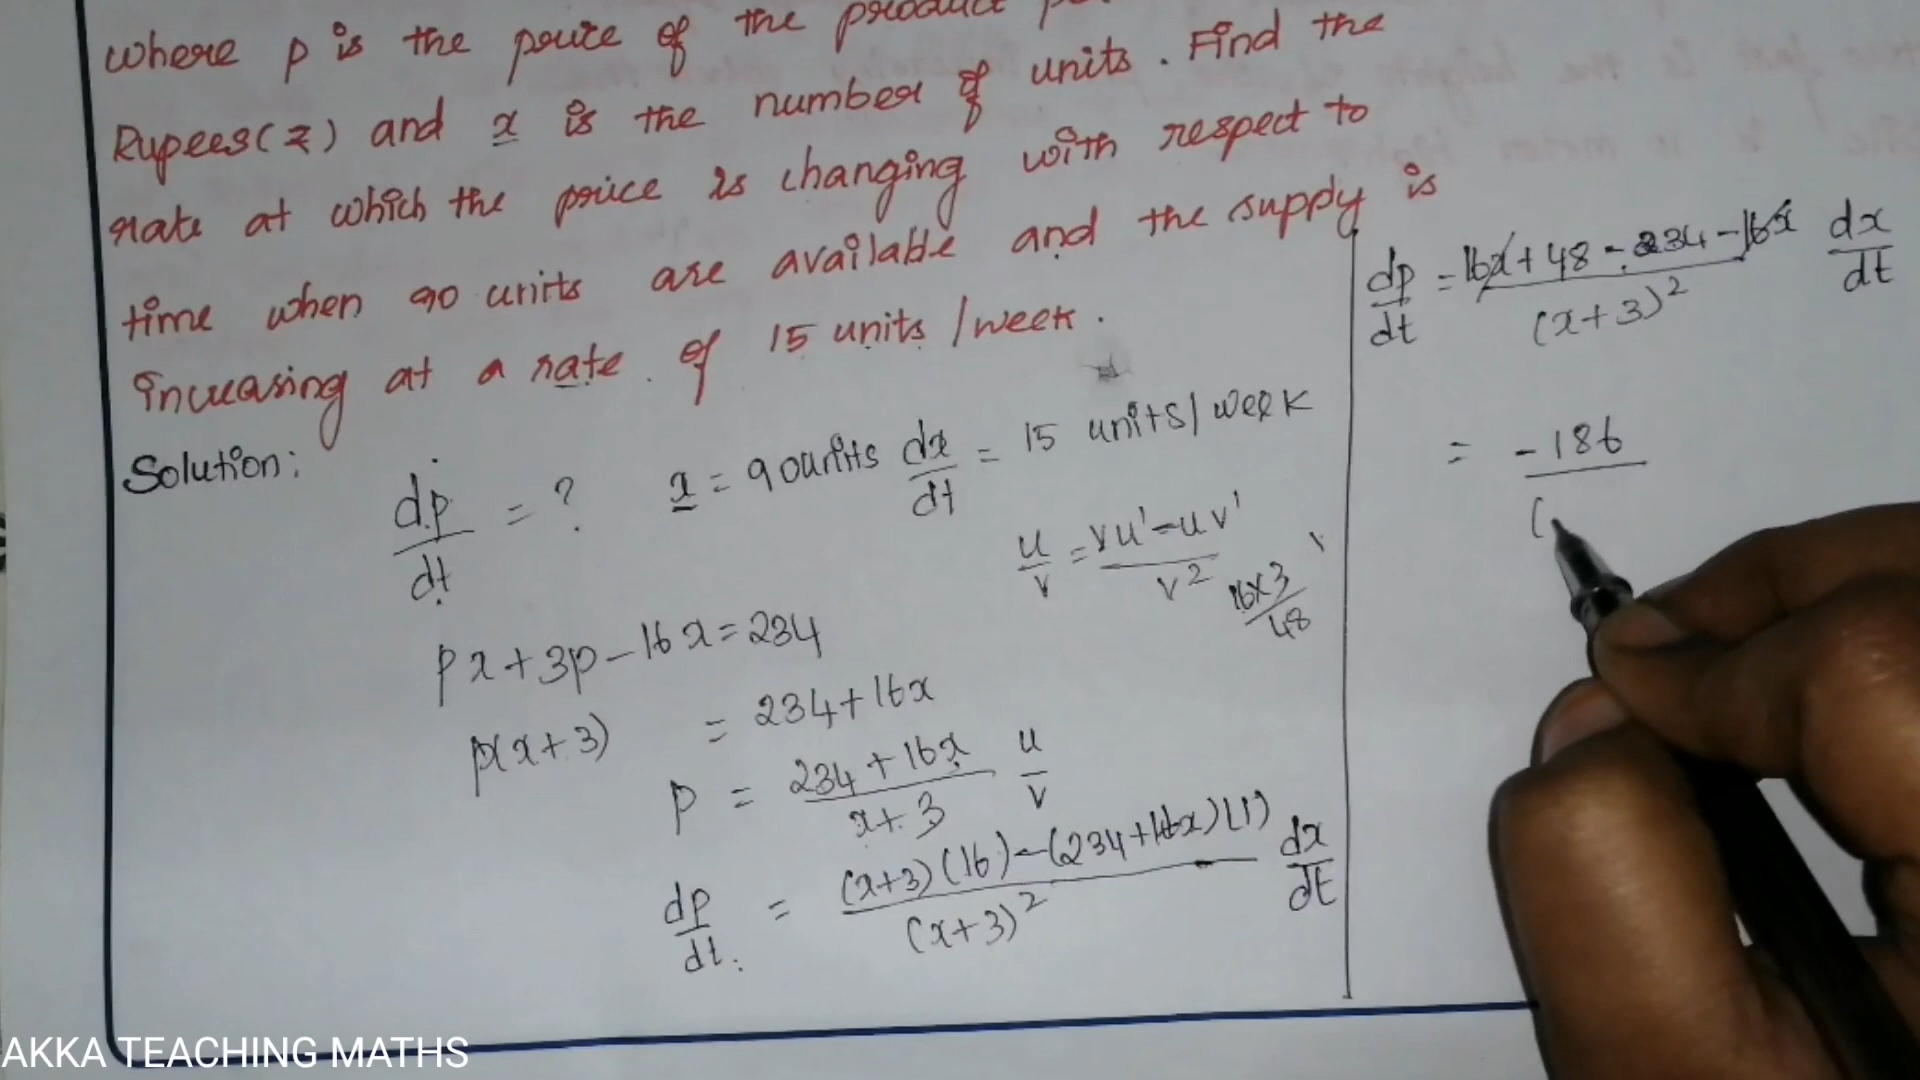 where p is the price of the product
Rupees(₹) and x is the number of units. Find the
rate at which the price is changing with respect to
time when 90 units are available and the supply is
increasing at a rate of 15 units /week.
Solution:
dp/dt = ? x = 90units dx/dt = 15 units/week
u/v = vu'-uv'/v²
16x3/48
px+3p-16x=234
p(x+3) = 234+16x
p = 234+16x/x+3 u/v
dp/dt = (x+3)(16)-(234+16x)(1)/(x+3)² dx/dt
dp/dt = 16x+48-234-16x/(x+3)² dx/dt
= -186/(
AKKA TEACHING MATHS